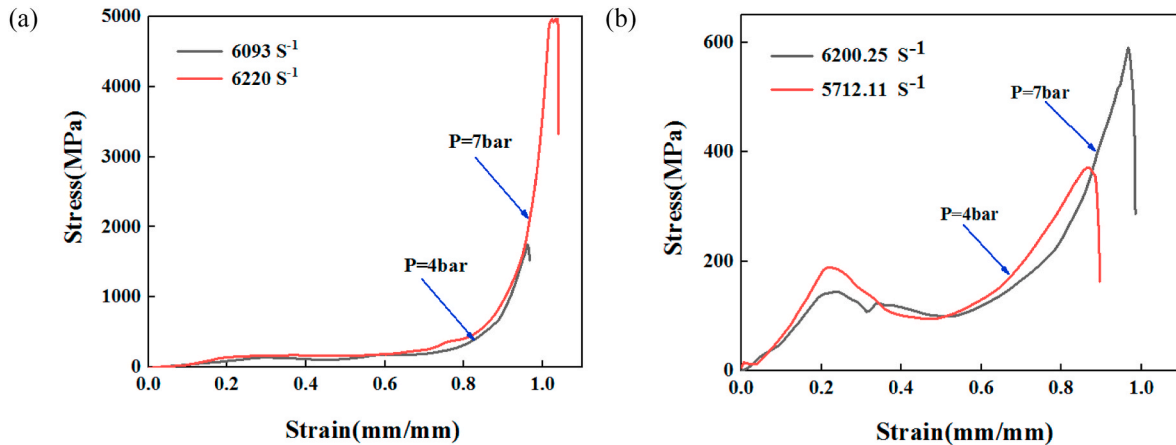 (a)
5000
4000
3000
2000
1000
0
Stress(MPa)
6093 S⁻¹
6220 S⁻¹
P=7bar
P=4bar
0.0 0.2 0.4 0.6 0.8 1.0
Strain(mm/mm)
(b)
600
400
200
0
Stress(MPa)
6200.25 S⁻¹
5712.11 S⁻¹
P=7bar
P=4bar
0.0 0.2 0.4 0.6 0.8 1.0
Strain(mm/mm)